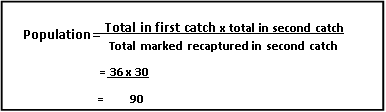 Population = Total in first catch x total in second catch
Total marked recaptured in second catch
= 36 x 30
= 90